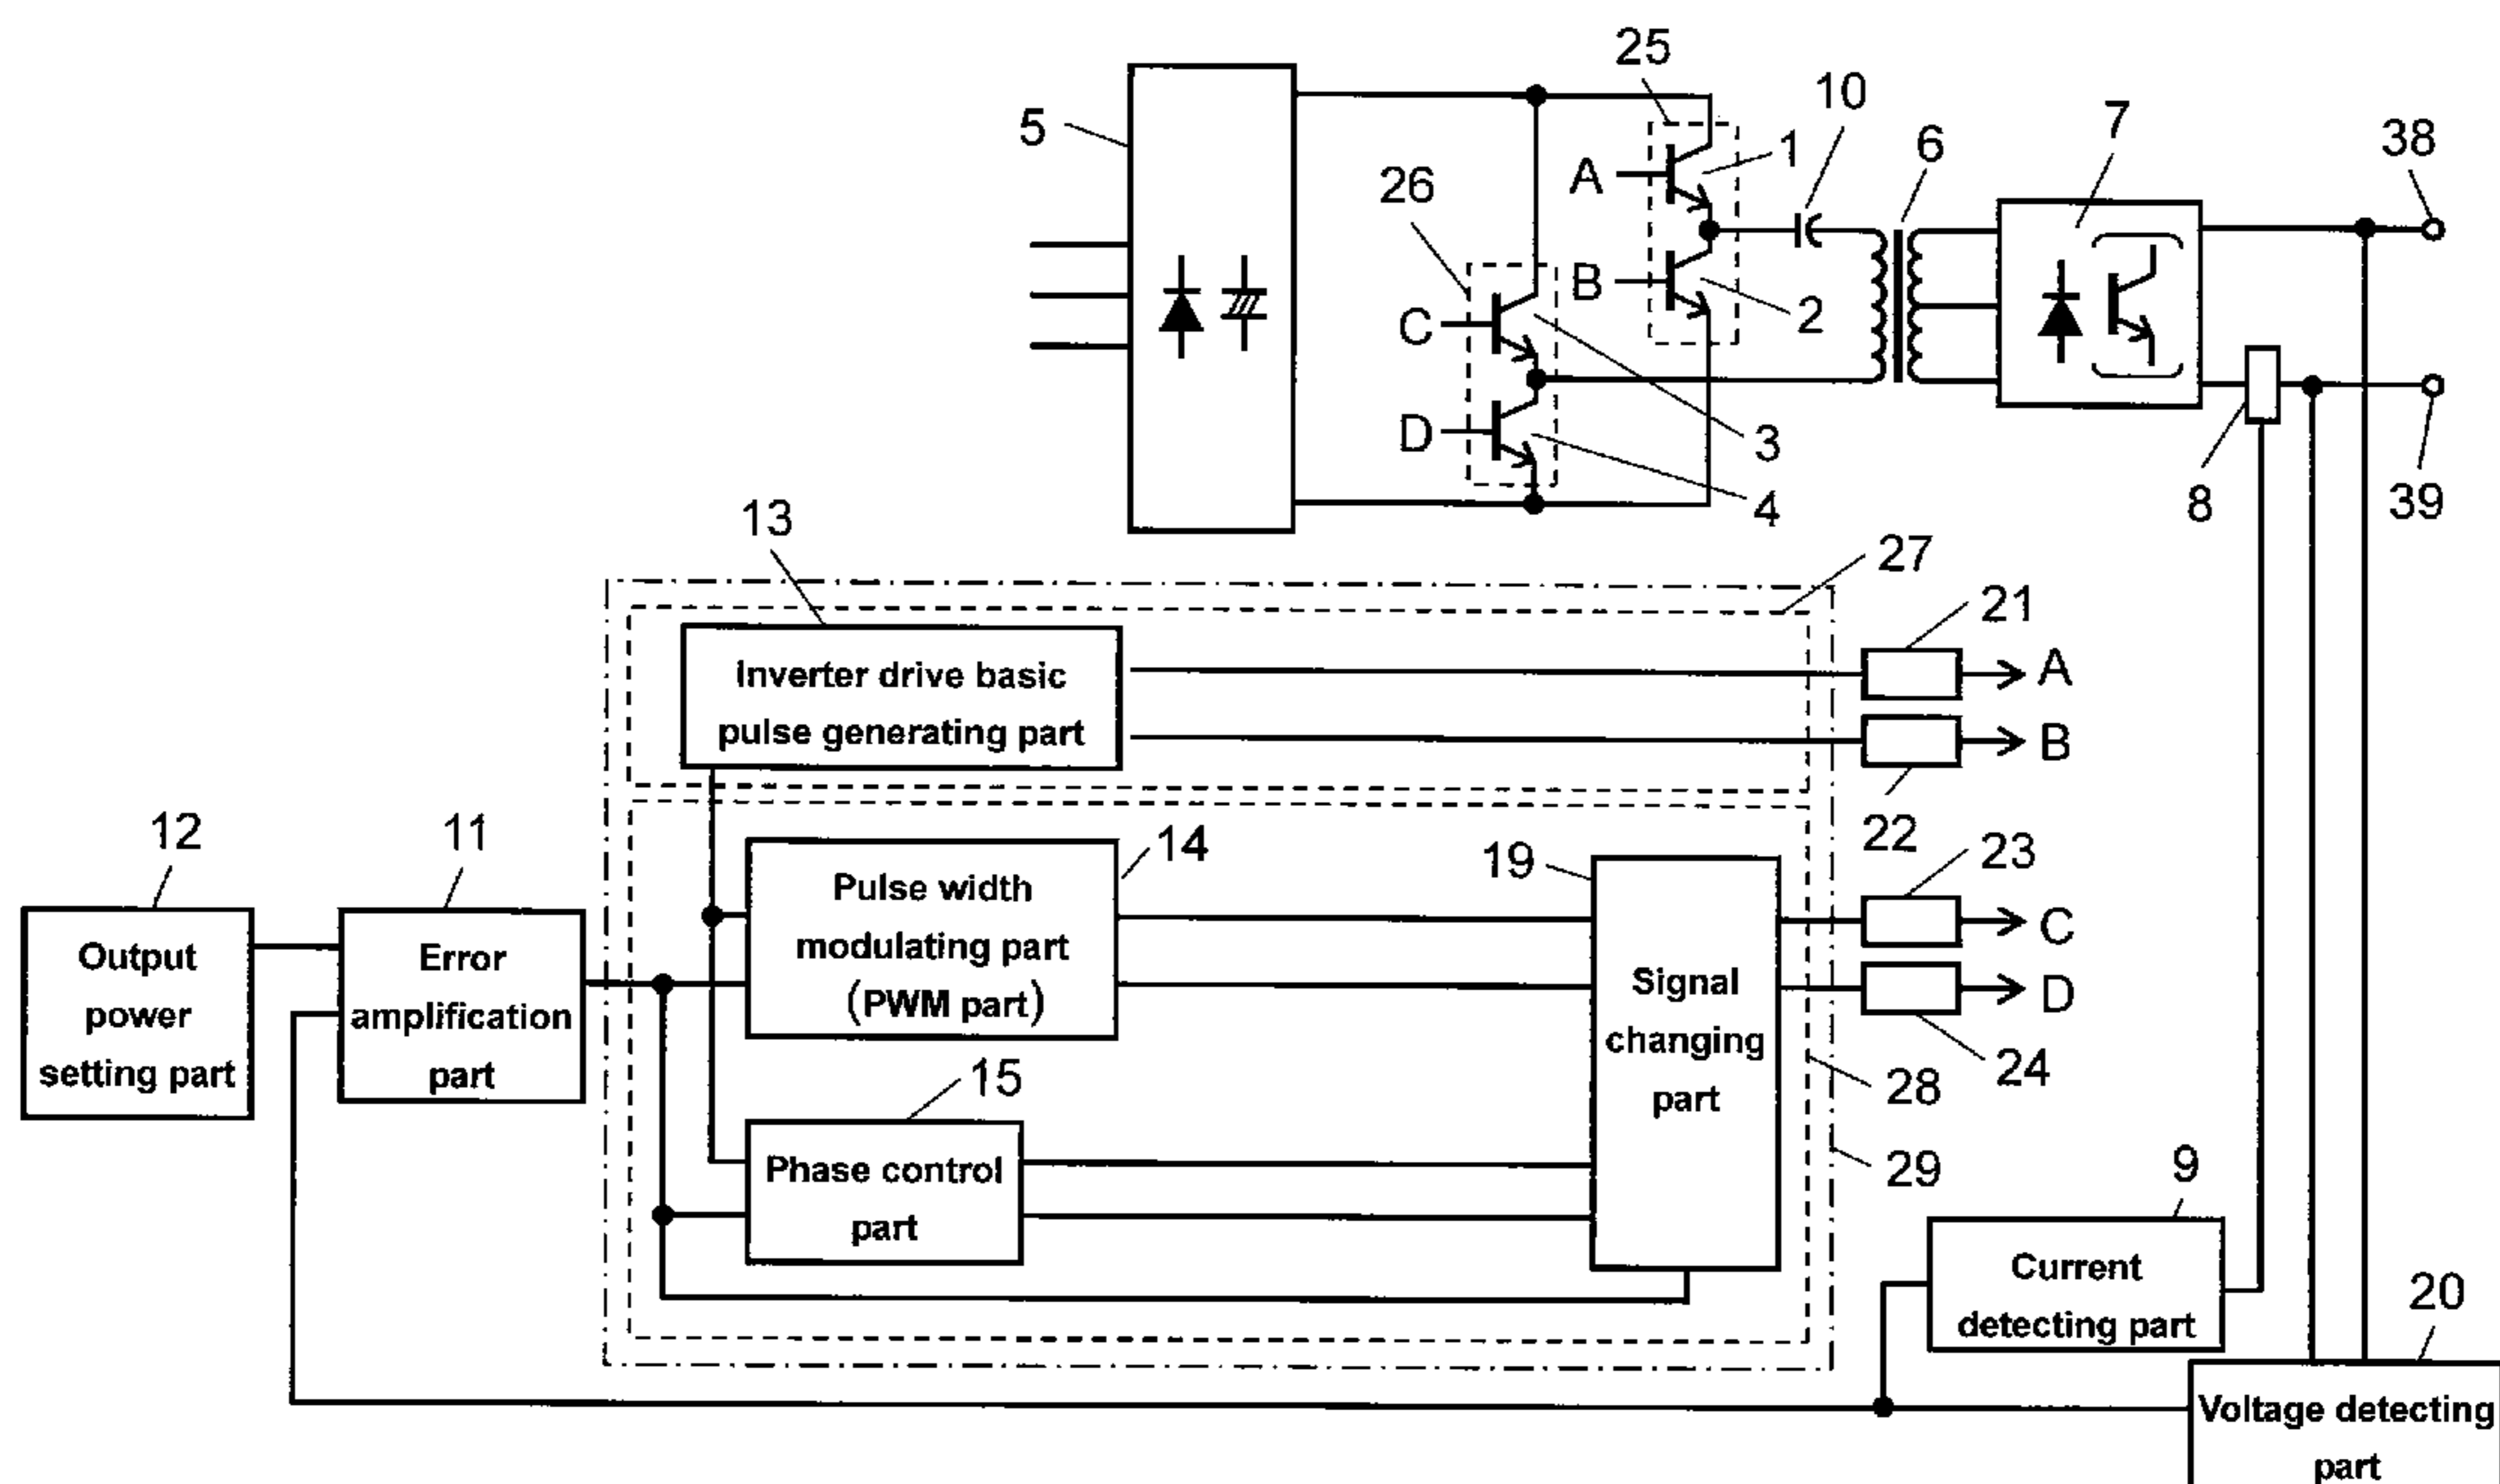 25
10
7
38
5
1
6
A
26
B
2
C
D
3
8
39
4
13
27
21
Inverter drive basic
pulse generating part
A
B
22
12
11
14
19
23
Pulse width
modulating part
(PWM part)
C
D
Output
power
setting part
Error
amplification
part
Signal
changing
part
24
15
28
Phase control
part
29
9
Current
detecting part
20
Voltage detecting
part